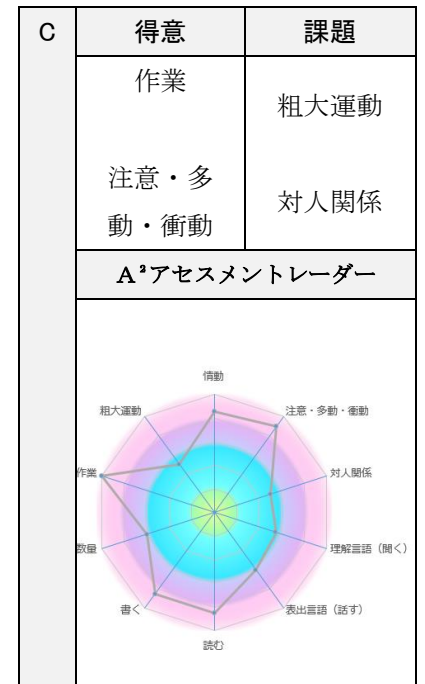 C
得意
課題
作業
粗大運動
注意・多
動・衝動
対人関係
A²アセスメントレーダー
情動
粗大運動
注意・多動・衝動
作業
対人関係
数量
理解言語（聞く）
書く
表出言語（話す）
読む